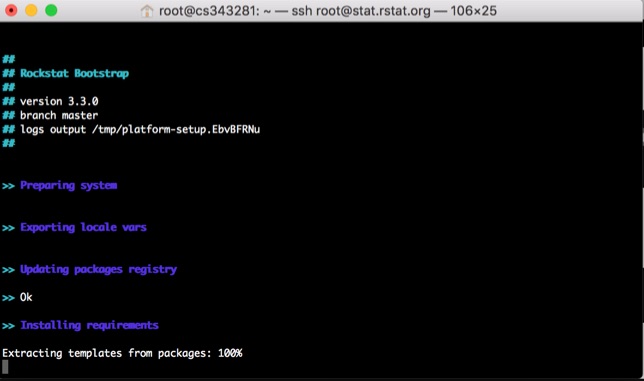 root@cs343281: ~ — ssh root@stat.rstat.org — 106×25
##
## Rockstat Bootstrap
##
## version 3.3.0
## branch master
## logs output /tmp/platform-setup.EbvBFRNu
##
>> Preparing system
>> Exporting locale vars
>> Updating packages registry
>> Ok
>> Installing requirements
Extracting templates from packages: 100%